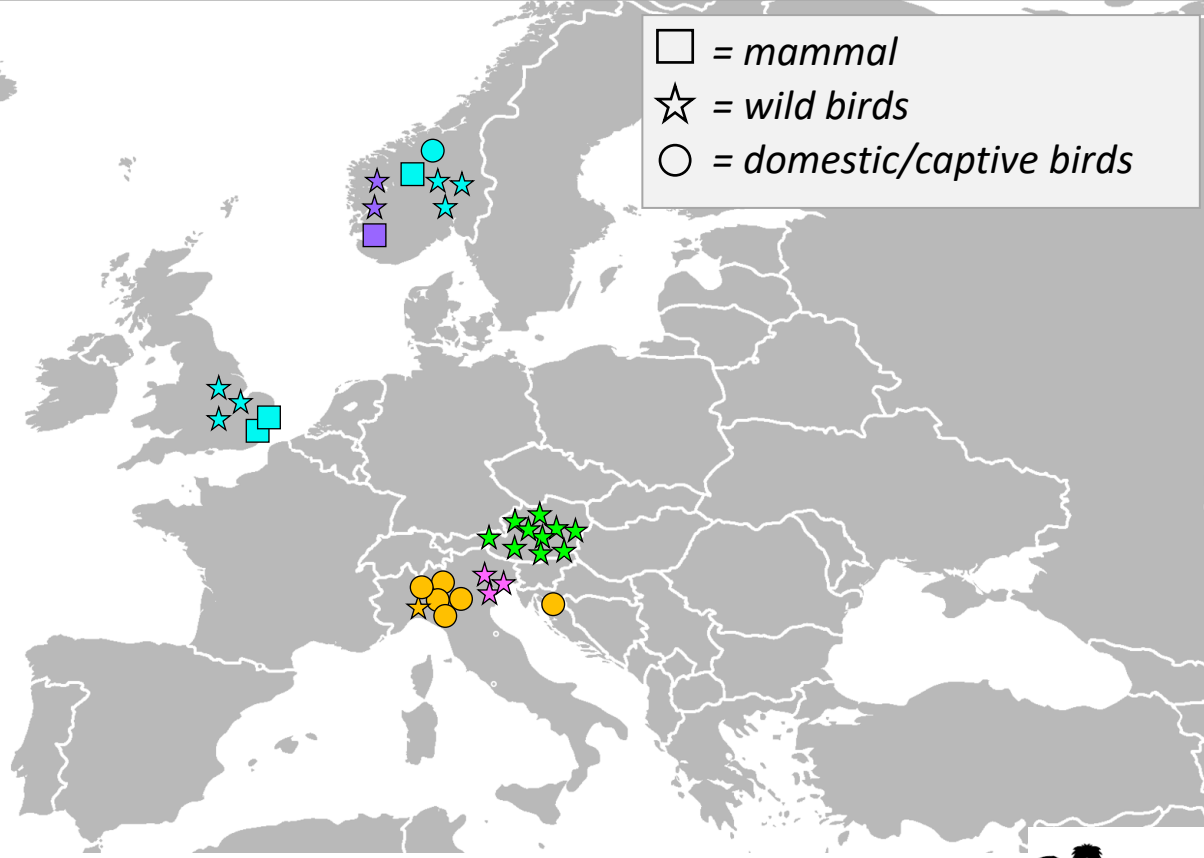 = mammal
= wild birds
= domestic/captive birds